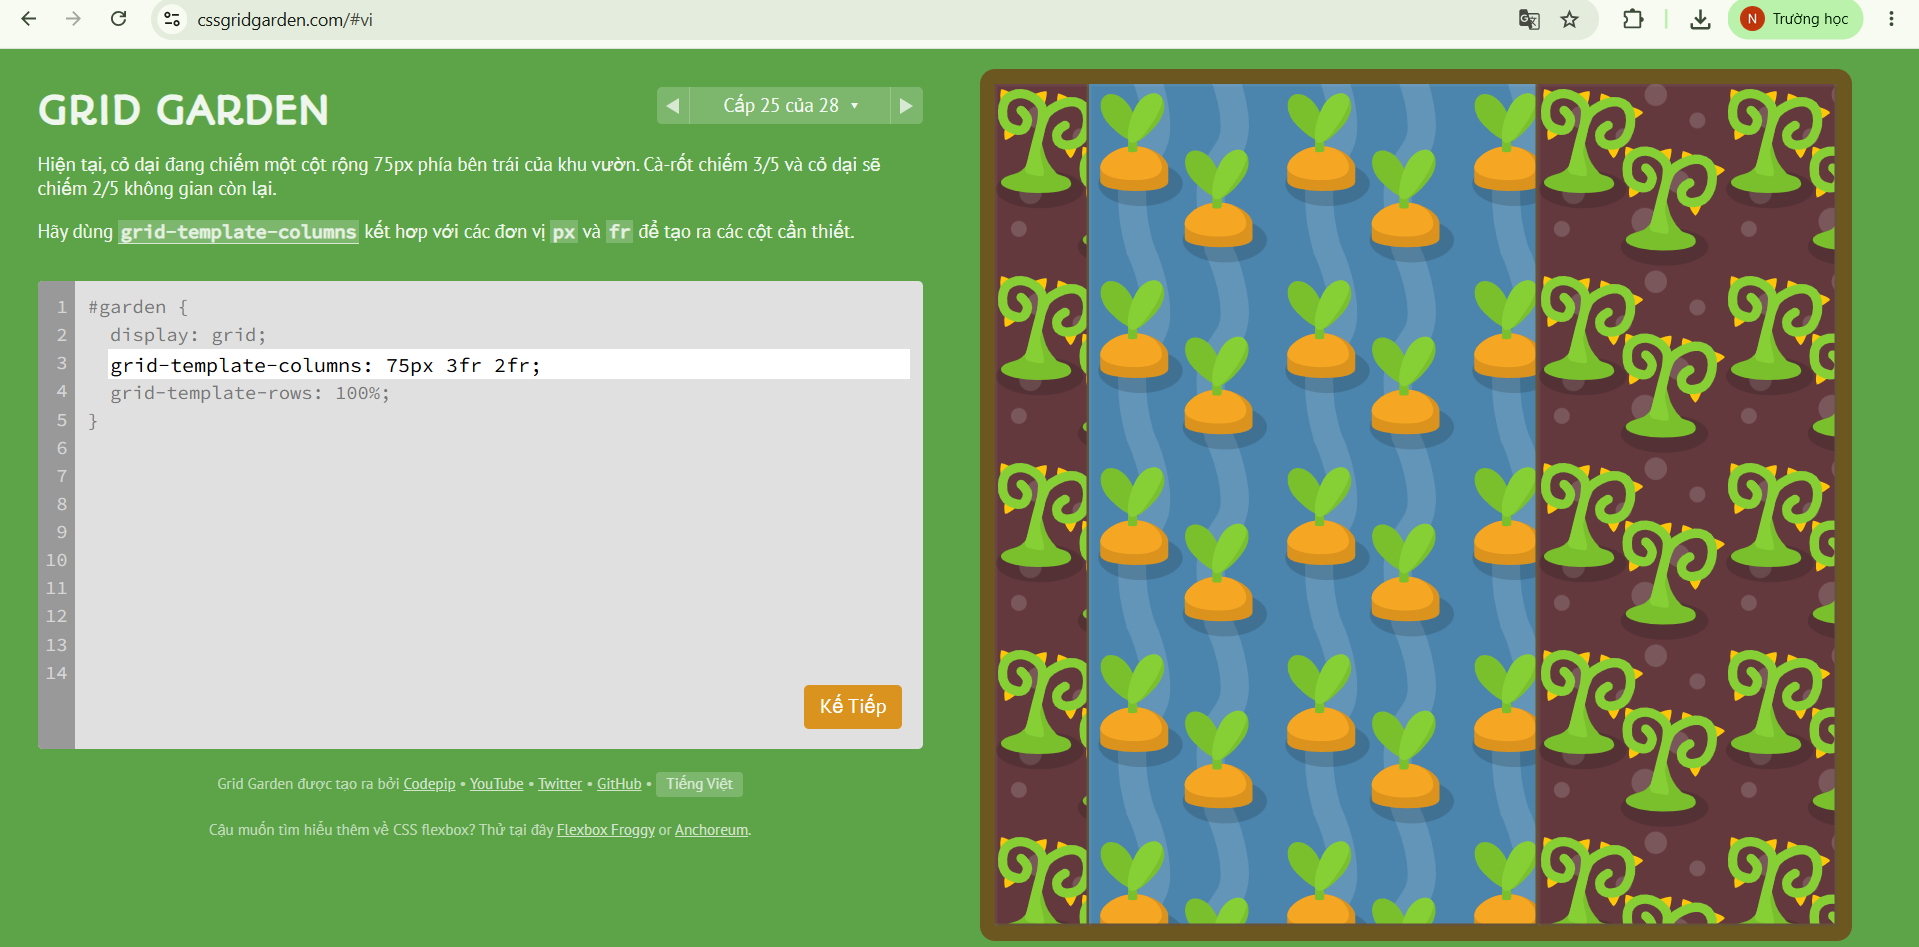 cssgridgarden.com/#vi
N Trường học
GRID GARDEN
Cấp 25 của 28
Hiện tại, cỏ dại đang chiếm một cột rộng 75px phía bên trái của khu vườn. Cà-rốt chiếm 3/5 và cỏ dại sẽ
chiếm 2/5 không gian còn lại.
Hãy dùng grid-template-columns kết hơp với các đơn vị px và fr để tạo ra các cột cần thiết.
1 #garden {
2 display: grid;
3 grid-template-columns: 75px 3fr 2fr;
4 grid-template-rows: 100%;
5 }
6
7
8
9
10
11
12
13
14
Kế Tiếp
Grid Garden được tạo ra bởi Codepip • YouTube • Twitter • GitHub • Tiếng Việt
Cậu muốn tìm hiểu thêm về CSS flexbox? Thử tại đây Flexbox Froggy or Anchoreum.